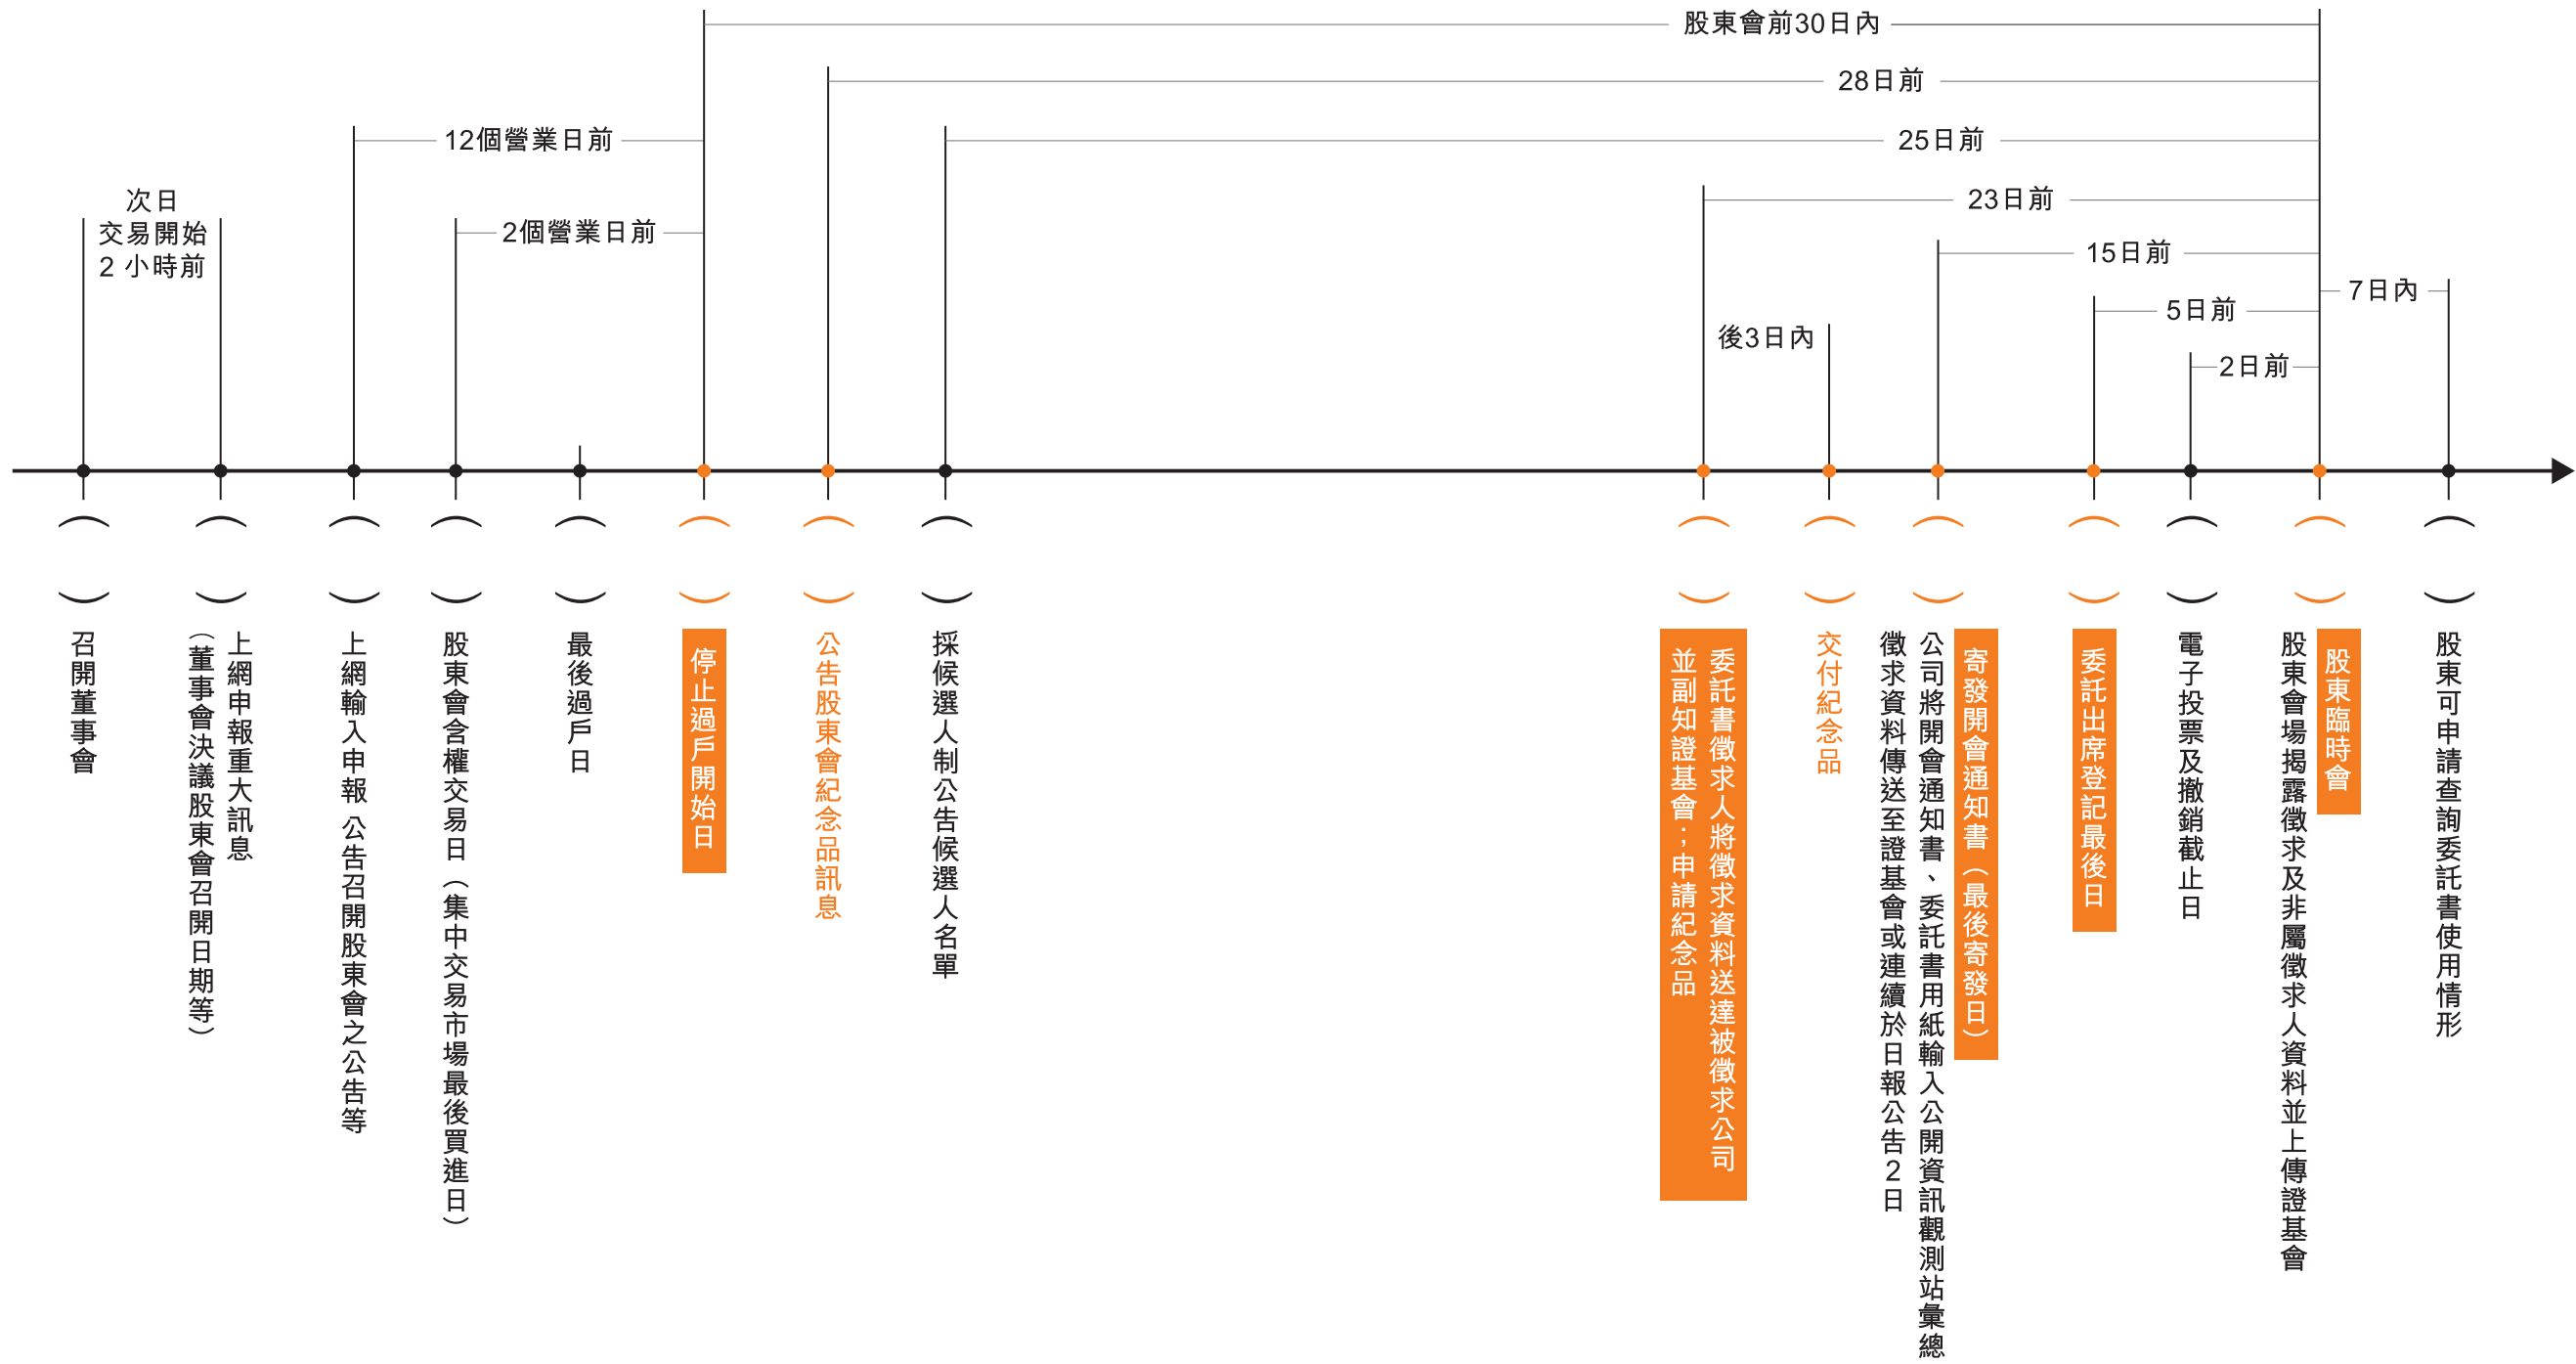 股東會前30日內
28日前
12個營業日前
25日前
次日
交易開始
2 小時前
23日前
2個營業日前
15日前
7日內
5日前
後3日內
2日前
（ ）
召開董事會
（ ）
上網申報重大訊息
（董事會決議股東會召開日期等）
（ ）
上網輸入申報 公告召開股東會之公告等
（ ）
股東會含權交易日（集中交易市場最後買進日）
（ ）
最後過戶日
（ ）
停止過戶開始日
（ ）
公告股東會紀念品訊息
（ ）
採候選人制公告候選人名單
（ ）
委託書徵求人將徵求資料送達被徵求公司
並副知證基會；申請紀念品
（ ）
交付紀念品
（ ）
寄發開會通知書（最後寄發日）
公司將開會通知書、委託書用紙輸入公開資訊觀測站彙總
徵求資料傳送至證基會或連續於日報公告2日
（ ）
委託出席登記最後日
（ ）
電子投票及撤銷截止日
（ ）
股東臨時會
股東會場揭露徵求及非屬徵求人資料並上傳證基會
（ ）
股東可申請查詢委託書使用情形